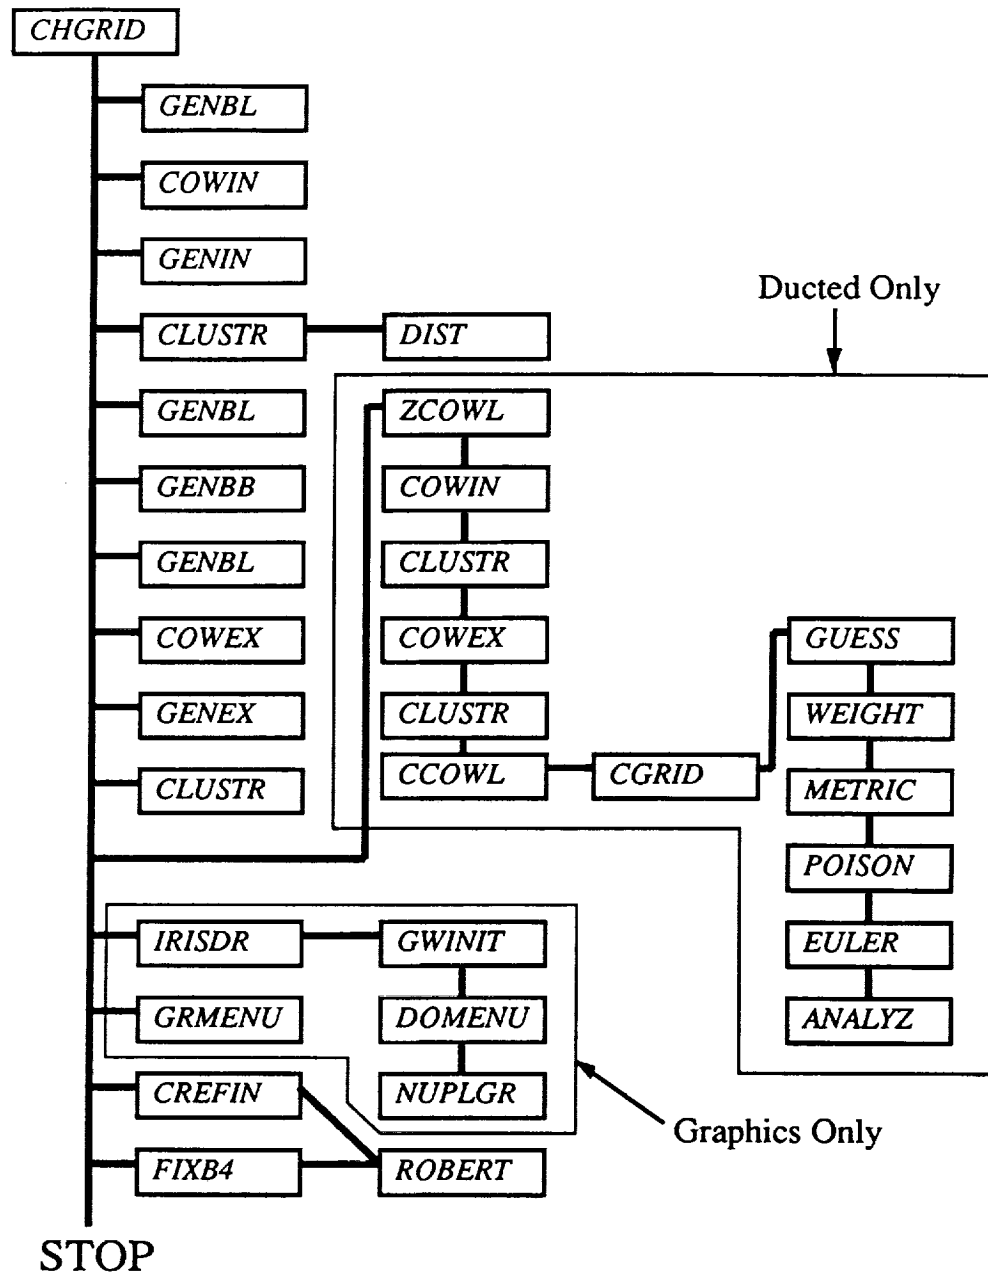 CHGRID
GENBL
COWIN
GENIN
Ducted Only
CLUSTR DIST
GENBL ZCOWL
GENBB COWIN
GENBL CLUSTR
COWEX COWEX GUESS
GENEX CLUSTR WEIGHT
CLUSTR CCOWL CGRID METRIC
POISON
IRISDR GWINIT EULER
GRMENU DOMENU ANALYZ
CREFIN NUPLGR
Graphics Only
FIXB4 ROBERT
STOP